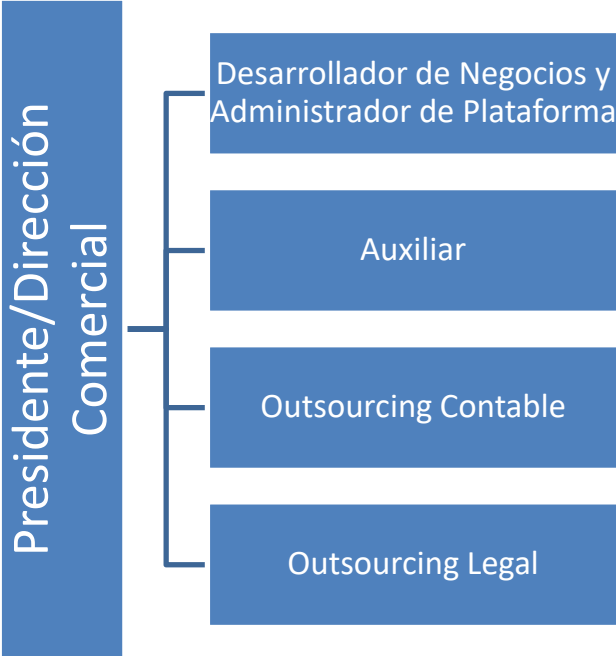 Presidente/Dirección
Comercial
Desarrollador de Negocios y
Administrador de Plataforma
Auxiliar
Outsourcing Contable
Outsourcing Legal